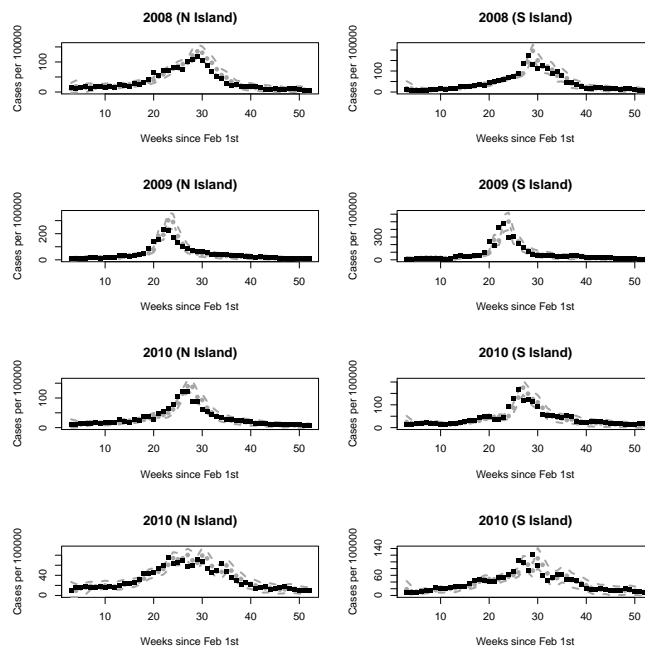 2008 (N Island)
Cases per 100000
0
100
10 20 30 40 50
Weeks since Feb 1st
2008 (S Island)
Cases per 100000
0
100
10 20 30 40 50
Weeks since Feb 1st
2009 (N Island)
Cases per 100000
0
200
10 20 30 40 50
Weeks since Feb 1st
2009 (S Island)
Cases per 100000
0
300
10 20 30 40 50
Weeks since Feb 1st
2010 (N Island)
Cases per 100000
0
100
10 20 30 40 50
Weeks since Feb 1st
2010 (S Island)
Cases per 100000
0
100
10 20 30 40 50
Weeks since Feb 1st
2010 (N Island)
Cases per 100000
0
40
10 20 30 40 50
Weeks since Feb 1st
2010 (S Island)
Cases per 100000
0
60
140
10 20 30 40 50
Weeks since Feb 1st